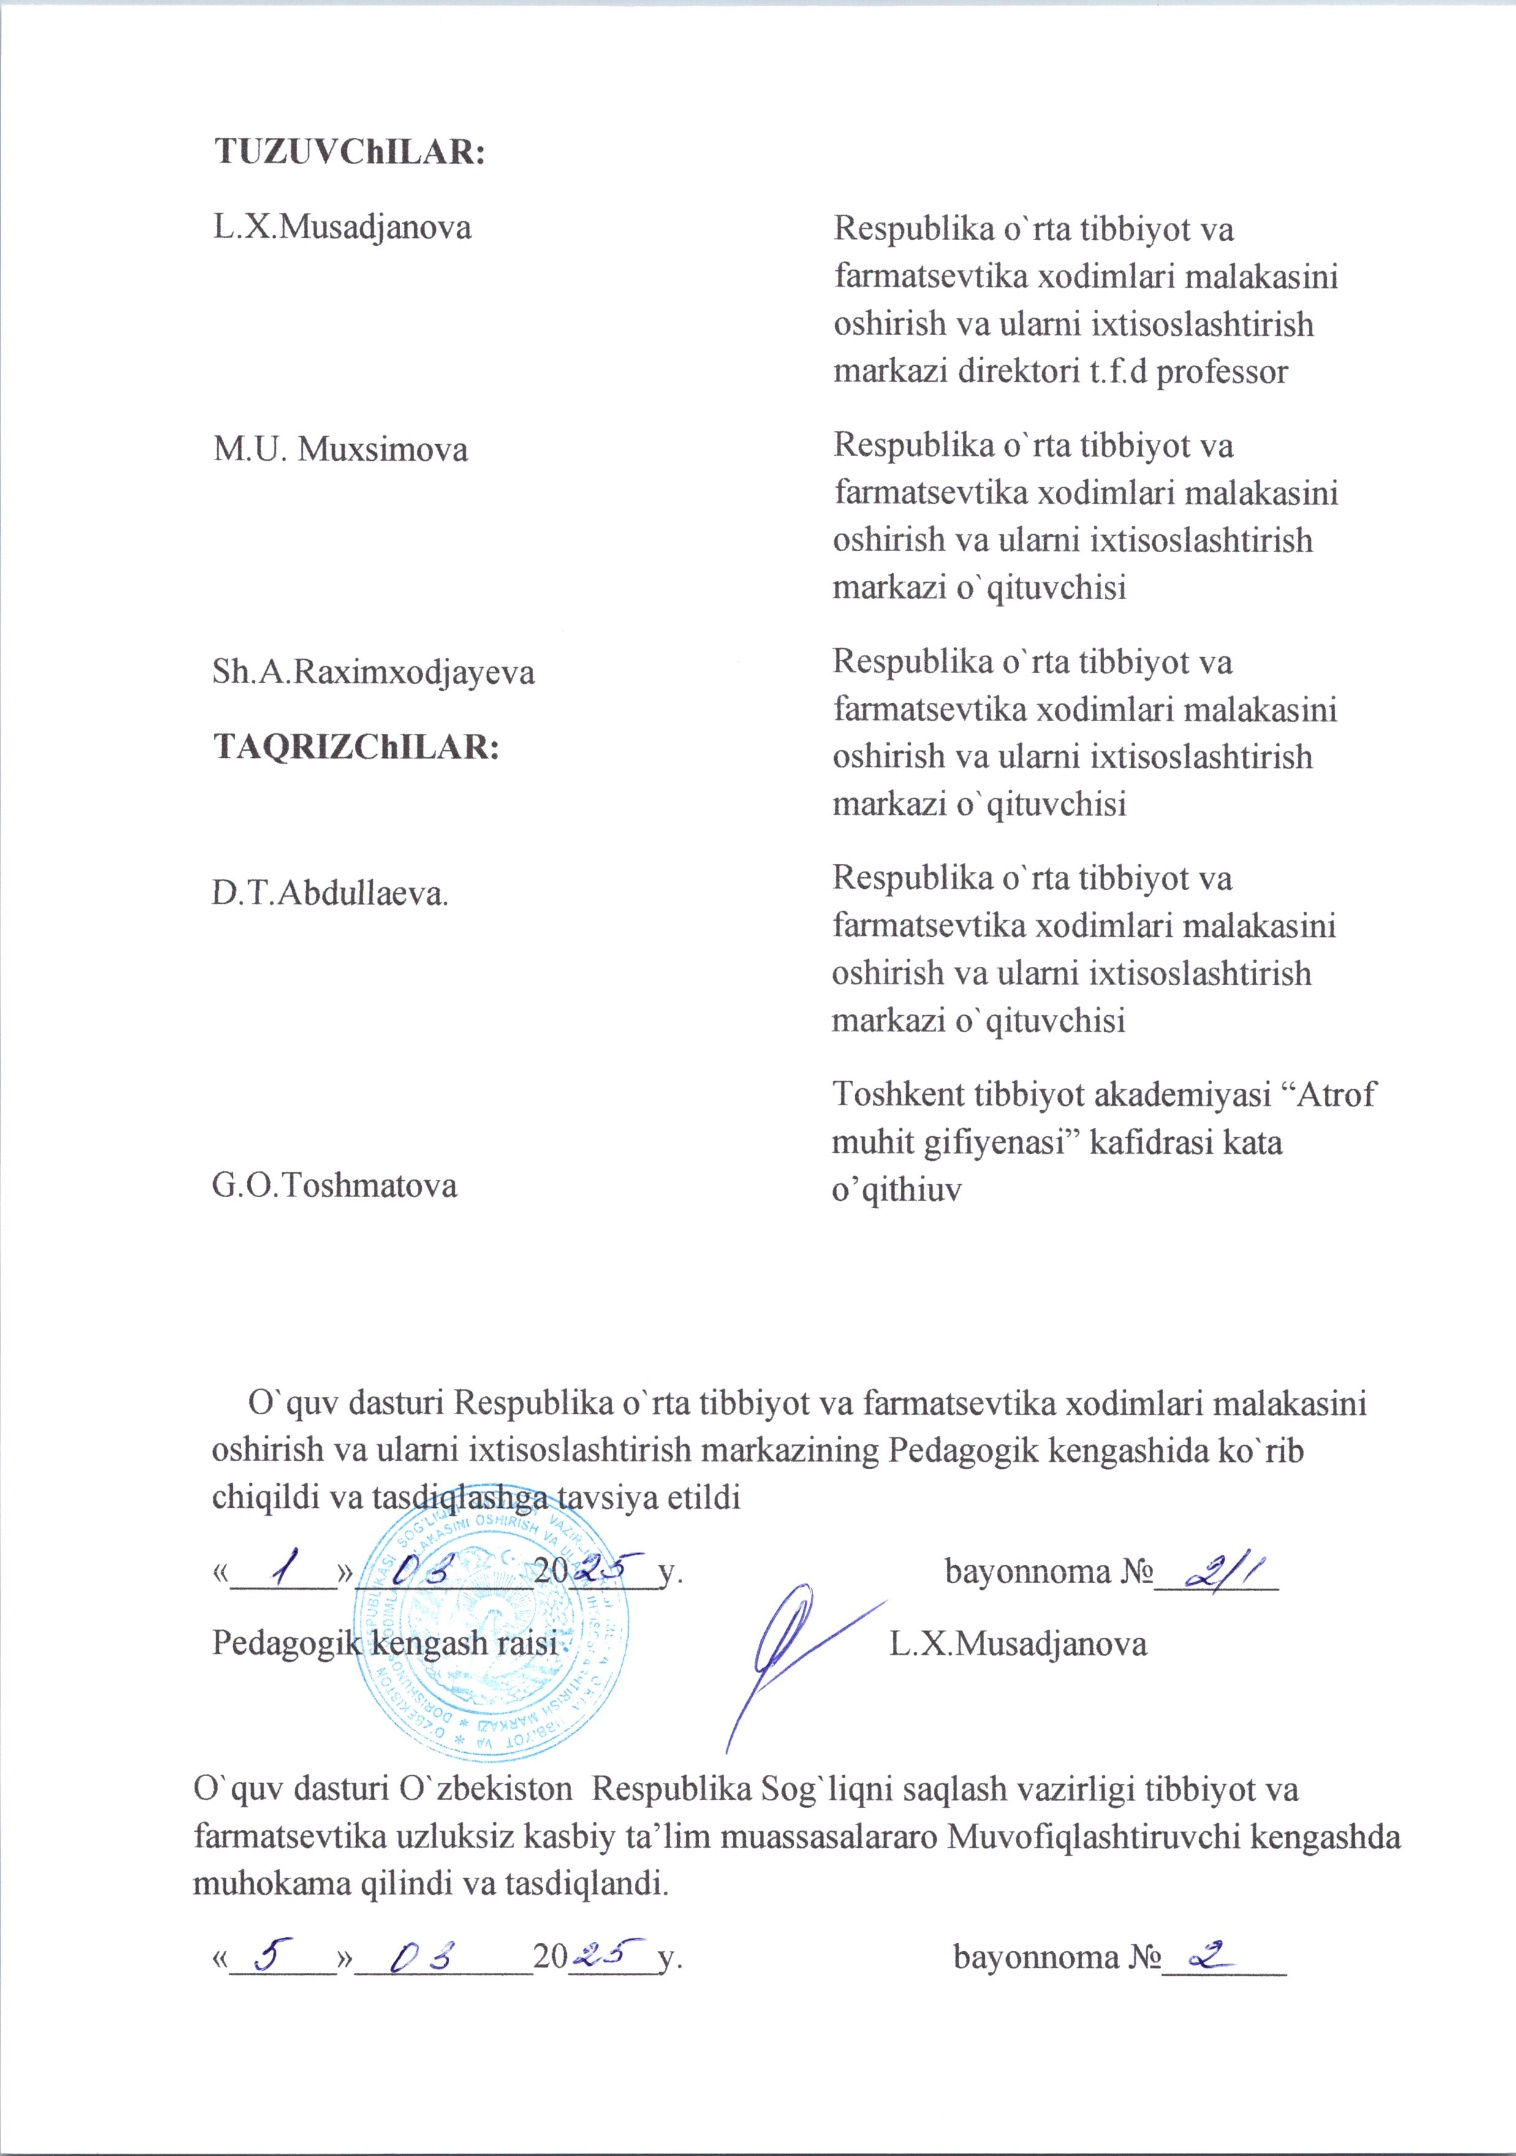 TUZUVChILAR:
L.X.Musadjanova
Respublika o`rta tibbiyot va
farmatsevtika xodimlari malakasini
oshirish va ularni ixtisoslashtirish
markazi direktori t.f.d professor
M.U. Muxsimova
Respublika o`rta tibbiyot va
farmatsevtika xodimlari malakasini
oshirish va ularni ixtisoslashtirish
markazi o`qituvchisi
Sh.A.Raximxodjayeva
Respublika o`rta tibbiyot va
farmatsevtika xodimlari malakasini
oshirish va ularni ixtisoslashtirish
markazi o`qituvchisi
TAQRIZChILAR:
D.T.Abdullaeva.
Respublika o`rta tibbiyot va
farmatsevtika xodimlari malakasini
oshirish va ularni ixtisoslashtirish
markazi o`qituvchisi
G.O.Toshmatova
Toshkent tibbiyot akademiyasi “Atrof
muhit gifiyenasi” kafidrasi kata
o’qithiuv
O`quv dasturi Respublika o`rta tibbiyot va farmatsevtika xodimlari malakasini
oshirish va ularni ixtisoslashtirish markazining Pedagogik kengashida ko`rib
chiqildi va tasdiqlashga tavsiya etildi
« 1 » 03 2025 y. bayonnoma № 2/1
Pedagogik kengash raisi L.X.Musadjanova
O`quv dasturi O`zbekiston Respublika Sog`liqni saqlash vazirligi tibbiyot va
farmatsevtika uzluksiz kasbiy ta’lim muassasalararo Muvofiqlashtiruvchi kengashda
muhokama qilindi va tasdiqlandi.
« 5 » 03 2025 y. bayonnoma № 2